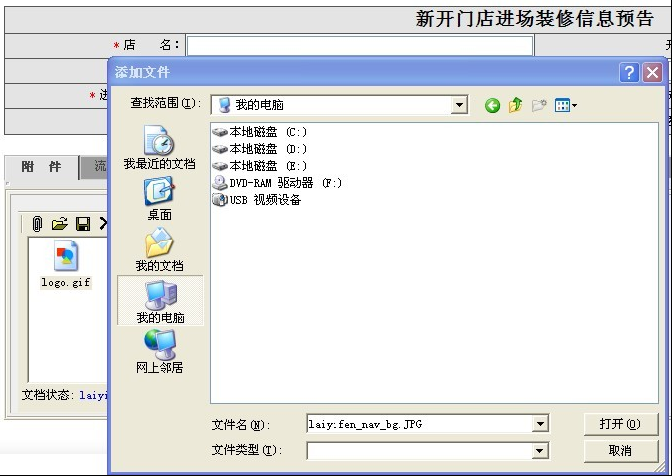 新开门店进场装修信息预告
*店 名:
*进
添加文件
查找范围(I): 我的电脑
我最近的文档
桌面
我的文档
我的电脑
网上邻居
本地磁盘 (C:)
本地磁盘 (D:)
本地磁盘 (E:)
DVD-RAM 驱动器 (F:)
USB 视频设备
附 件 流
logo.gif
文档状态: laiyi
文件名(N): laiy:fen_nav_bg.JPG 打开(O)
文件类型(T): 取消